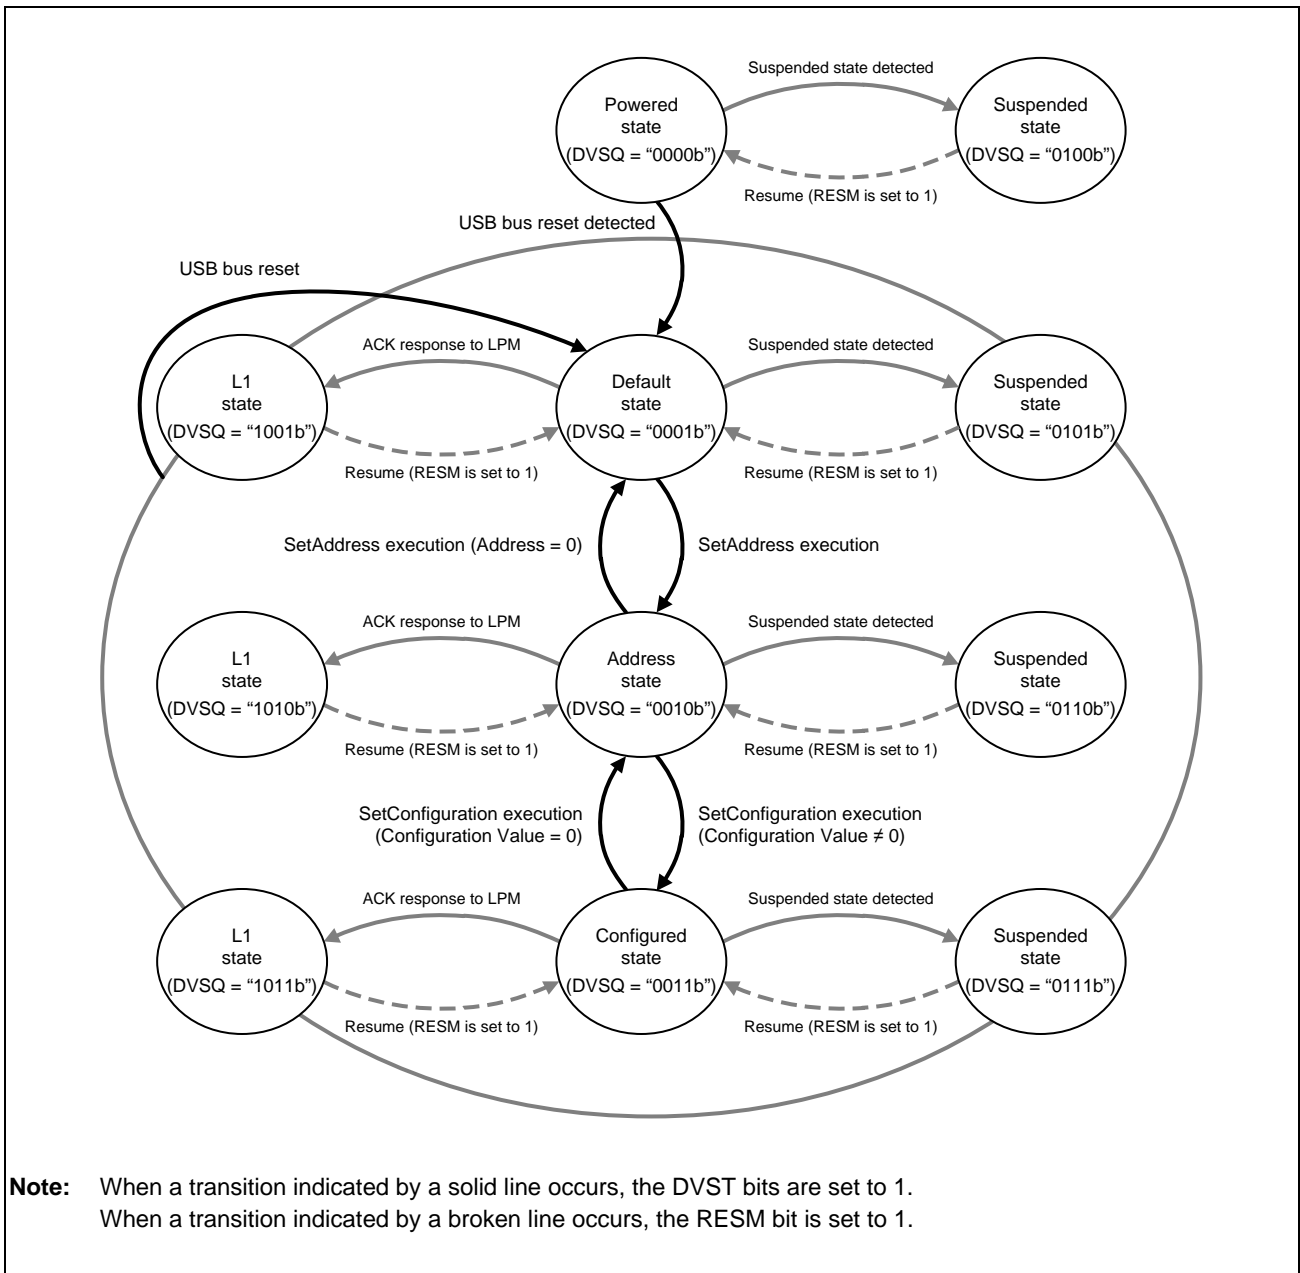 Suspended state detected
Powered
state
(DVSQ = “0000b”)
Suspended
state
(DVSQ = “0100b”)
Resume (RESM is set to 1)
USB bus reset detected
USB bus reset
ACK response to LPM
Suspended state detected
L1
state
(DVSQ = “1001b”)
Default
state
(DVSQ = “0001b”)
Suspended
state
(DVSQ = “0101b”)
Resume (RESM is set to 1)
Resume (RESM is set to 1)
SetAddress execution (Address = 0)
SetAddress execution
ACK response to LPM
Suspended state detected
L1
state
(DVSQ = “1010b”)
Address
state
(DVSQ = “0010b”)
Suspended
state
(DVSQ = “0110b”)
Resume (RESM is set to 1)
Resume (RESM is set to 1)
SetConfiguration execution
(Configuration Value = 0)
SetConfiguration execution
(Configuration Value ≠ 0)
ACK response to LPM
Suspended state detected
L1
state
(DVSQ = “1011b”)
Configured
state
(DVSQ = “0011b”)
Suspended
state
(DVSQ = “0111b”)
Resume (RESM is set to 1)
Resume (RESM is set to 1)
Note: When a transition indicated by a solid line occurs, the DVST bits are set to 1.
When a transition indicated by a broken line occurs, the RESM bit is set to 1.